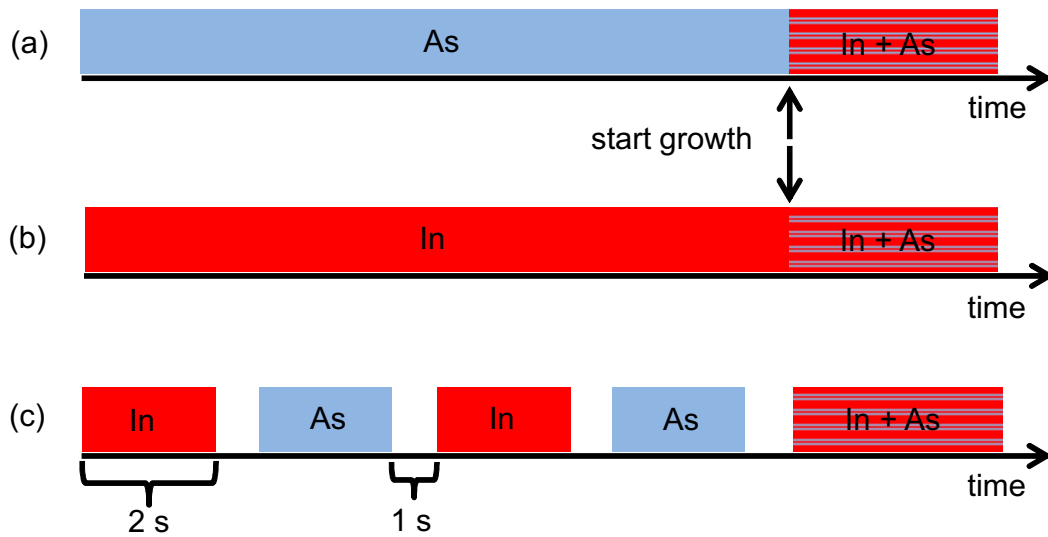 (a) As In + As
time
start growth
(b) In In + As
time
(c) In As In As In + As
time
2 s 1 s